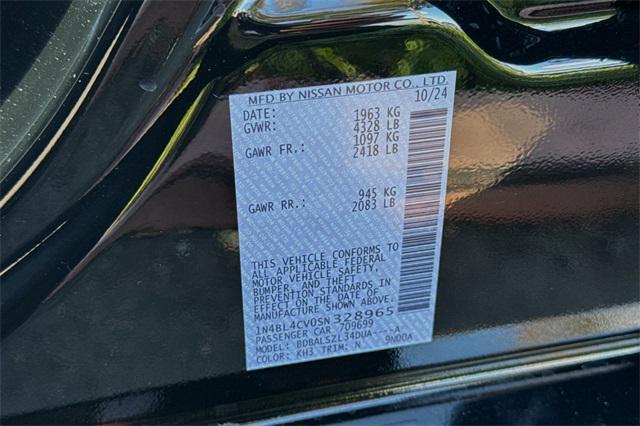 MFD BY NISSAN MOTOR CO., LTD.
DATE: 10/24
GVWR: 1963 KG
4328 LB
GAWR FR.: 1097 KG
2418 LB
GAWR RR.: 945 KG
2083 LB
THIS VEHICLE CONFORMS TO
ALL APPLICABLE FEDERAL
MOTOR VEHICLE SAFETY,
BUMPER, AND THEFT
PREVENTION STANDARDS IN
EFFECT ON THE DATE OF
MANUFACTURE SHOWN ABOVE.
1N4BL4CV0SN328965
PASSENGER CAR 709699
MODEL: BDBALSZL34DUA----A
COLOR: KH3 TRIM: N 9N00A